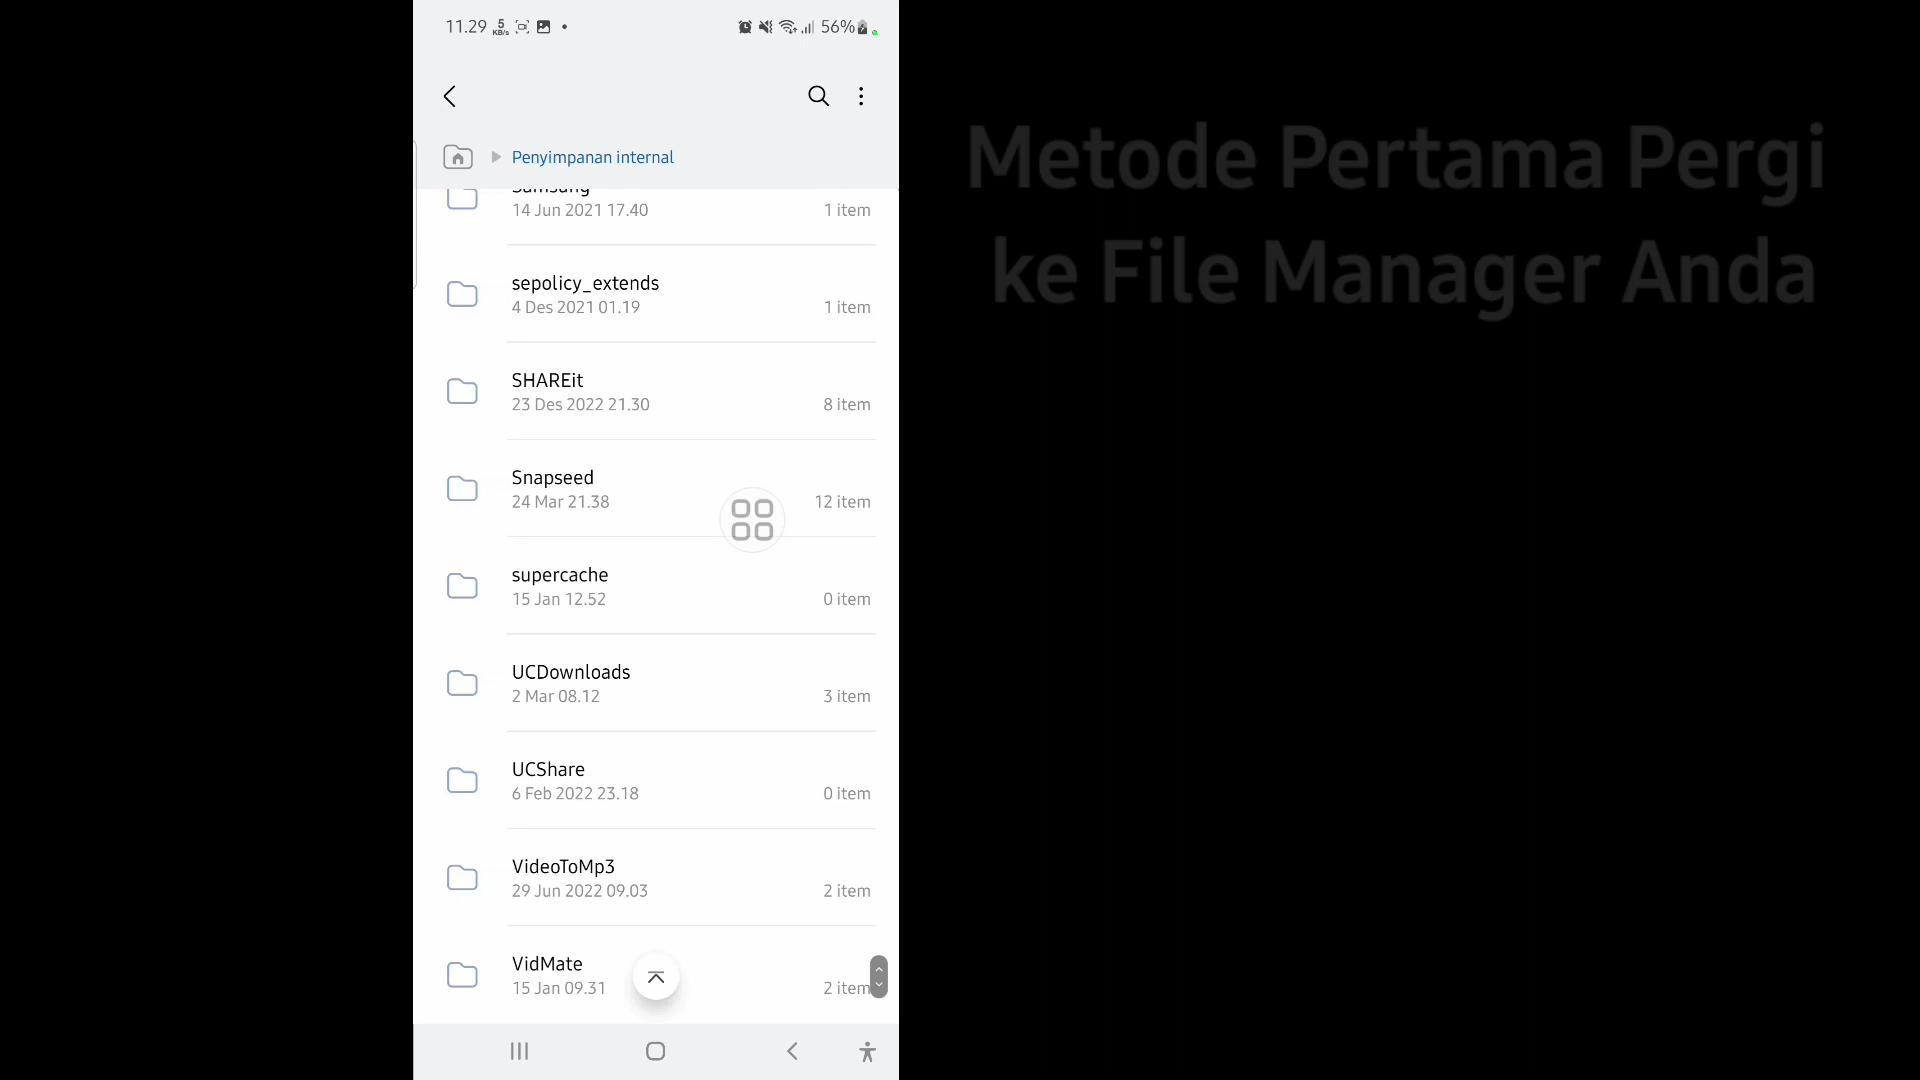 11.29 5 KB/s 56%
Penyimpanan internal
Samsung
14 Jun 2021 17.40 1 item
sepolicy_extends
4 Des 2021 01.19 1 item
SHAREit
23 Des 2022 21.30 8 item
Snapseed
24 Mar 21.38 12 item
supercache
15 Jan 12.52 0 item
UCDownloads
2 Mar 08.12 3 item
UCShare
6 Feb 2022 23.18 0 item
VideoToMp3
29 Jun 2022 09.03 2 item
VidMate
15 Jan 09.31 2 item
Metode Pertama Pergi
ke File Manager Anda